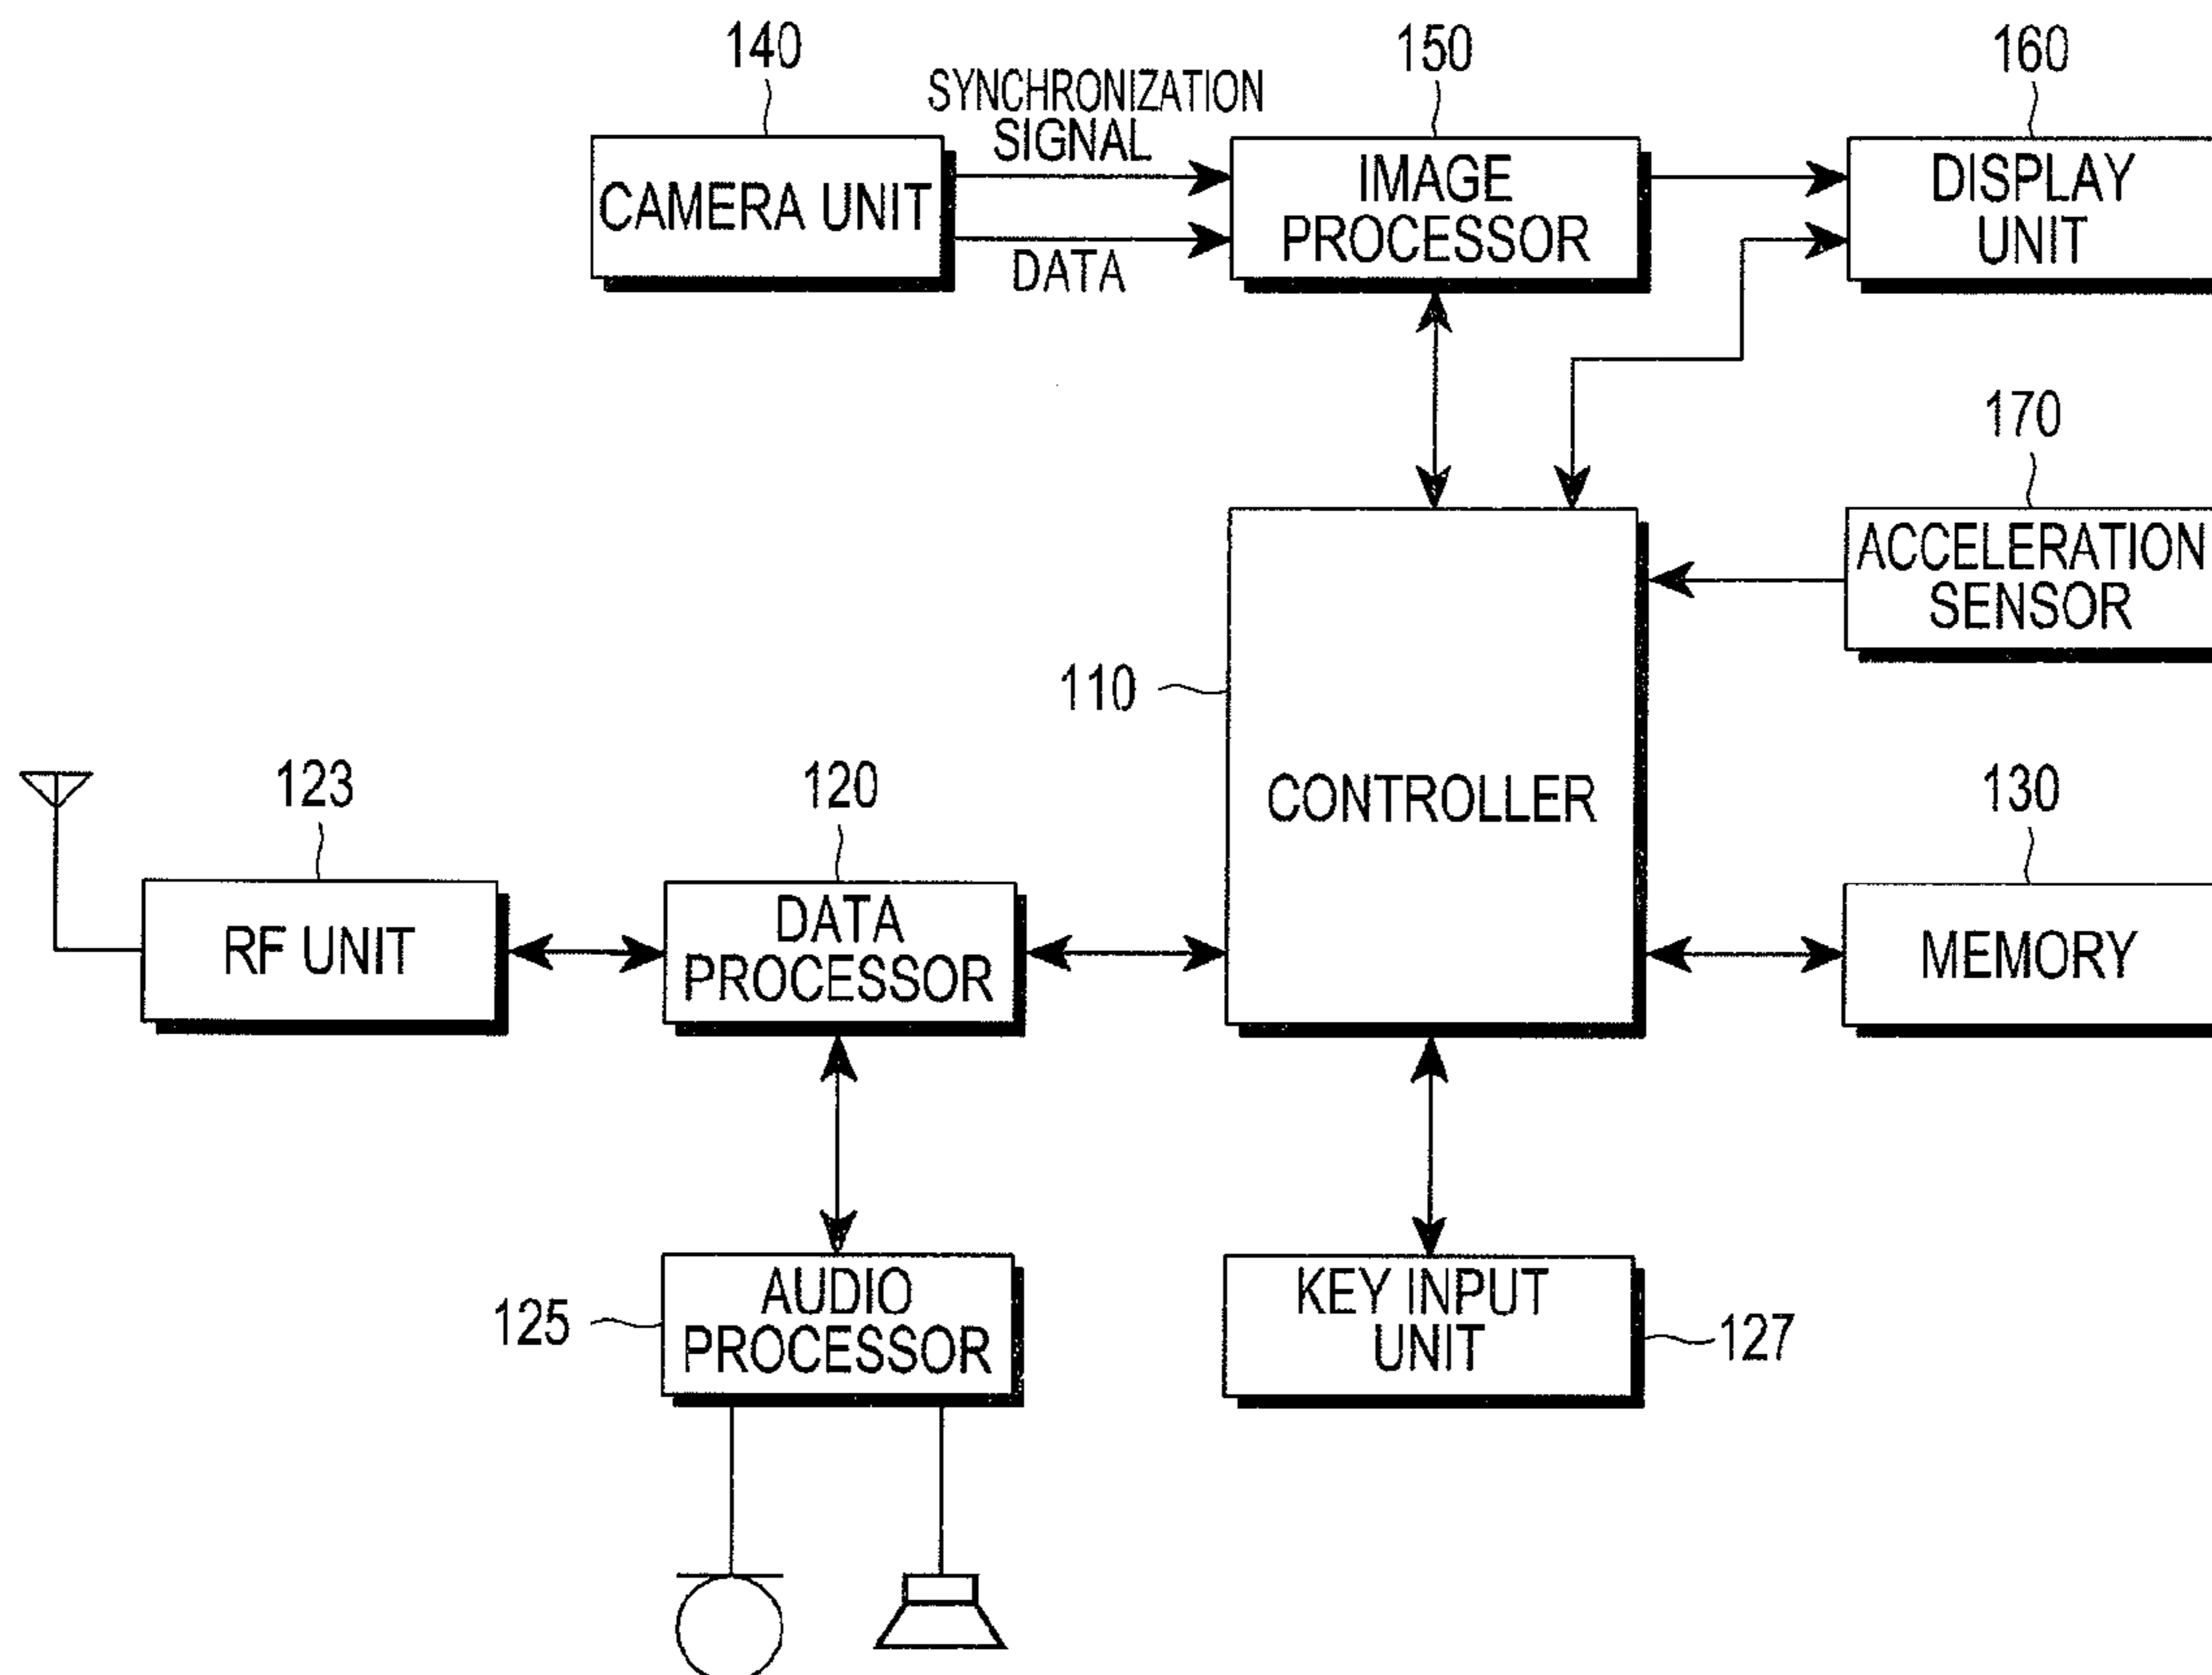 140
150
160
SYNCHRONIZATION
SIGNAL
CAMERA UNIT
DATA
IMAGE
PROCESSOR
DISPLAY
UNIT
170
ACCELERATION
SENSOR
110
CONTROLLER
123
120
130
RF UNIT
DATA
PROCESSOR
MEMORY
125
AUDIO
PROCESSOR
KEY INPUT
UNIT
127